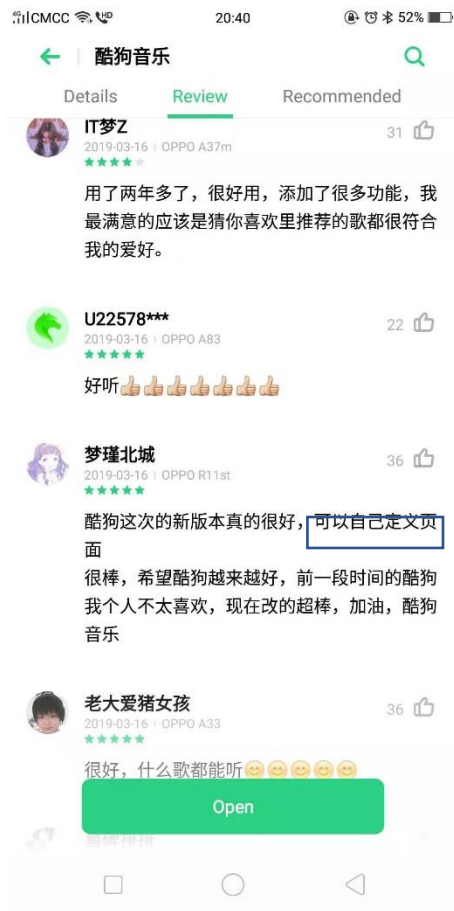 4G CMCC HD 20:40 52%
酷狗音乐
Details Review Recommended
IT梦Z 31
2019-03-16 | OPPO A37m
用了两年多了，很好用，添加了很多功能，我
最满意的应该是猜你喜欢里推荐的歌都很符合
我的爱好。
U22578*** 22
2019-03-16 | OPPO A83
好听👍👍👍👍👍👍👍
梦瑾北城 36
2019-03-16 | OPPO R11st
酷狗这次的新版本真的很好，可以自己定义页
面
很棒，希望酷狗越来越好，前一段时间的酷狗
我个人不太喜欢，现在改的超棒，加油，酷狗
音乐
老大爱猪女孩 36
2019-03-16 | OPPO A33
很好，什么歌都能听😊😊😊😊😊
Open